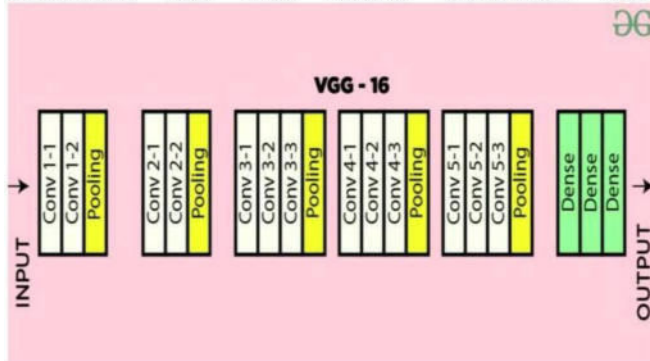 VGG - 16
INPUT
Conv 1-1
Conv 1-2
Pooling
Conv 2-1
Conv 2-2
Pooling
Conv 3-1
Conv 3-2
Conv 3-3
Pooling
Conv 4-1
Conv 4-2
Conv 4-3
Pooling
Conv 5-1
Conv 5-2
Conv 5-3
Pooling
Dense
Dense
Dense
OUTPUT